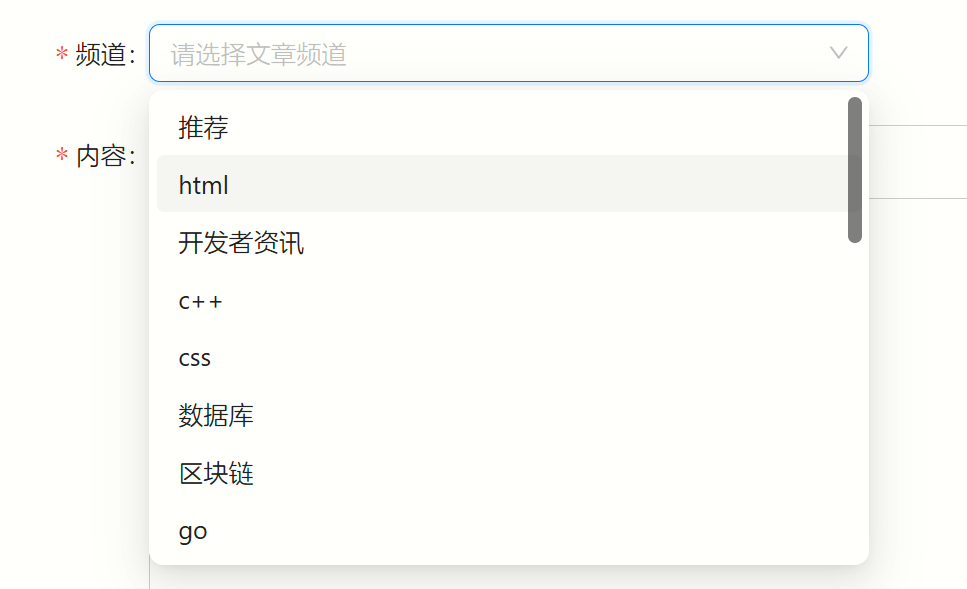 * 频道：
请选择文章频道
推荐
* 内容：
html
开发者资讯
c++
css
数据库
区块链
go